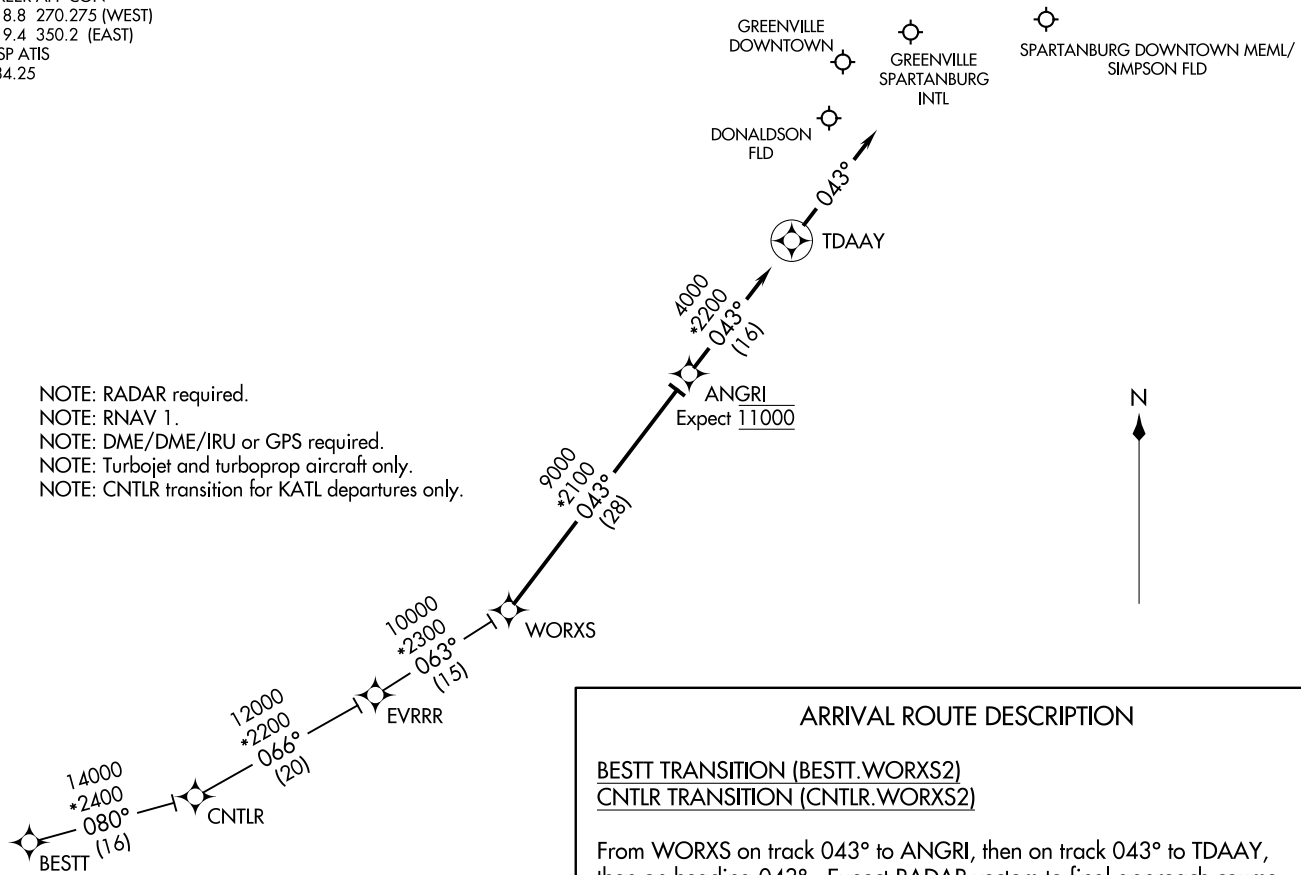 8.8 270.275 (WEST)
9.4 350.2 (EAST)
SP ATIS
4.25
GREENVILLE
DOWNTOWN
GREENVILLE
SPARTANBURG
INTL
SPARTANBURG DOWNTOWN MEML/
SIMPSON FLD
DONALDSON
FLD
043°
TDAAY
4000
*2200
043°
(16)
ANGRI
Expect 11000
N
NOTE: RADAR required.
NOTE: RNAV 1.
NOTE: DME/DME/IRU or GPS required.
NOTE: Turbojet and turboprop aircraft only.
NOTE: CNTLR transition for KATL departures only.
9000
*2100
043°
(28)
WORXS
10000
*2300
063°
(15)
EVRRR
12000
*2200
066°
(20)
CNTLR
14000
*2400
080°
(16)
BESTT
ARRIVAL ROUTE DESCRIPTION
BESTT TRANSITION (BESTT.WORXS2)
CNTLR TRANSITION (CNTLR.WORXS2)
From WORXS on track 043° to ANGRI, then on track 043° to TDAAY,